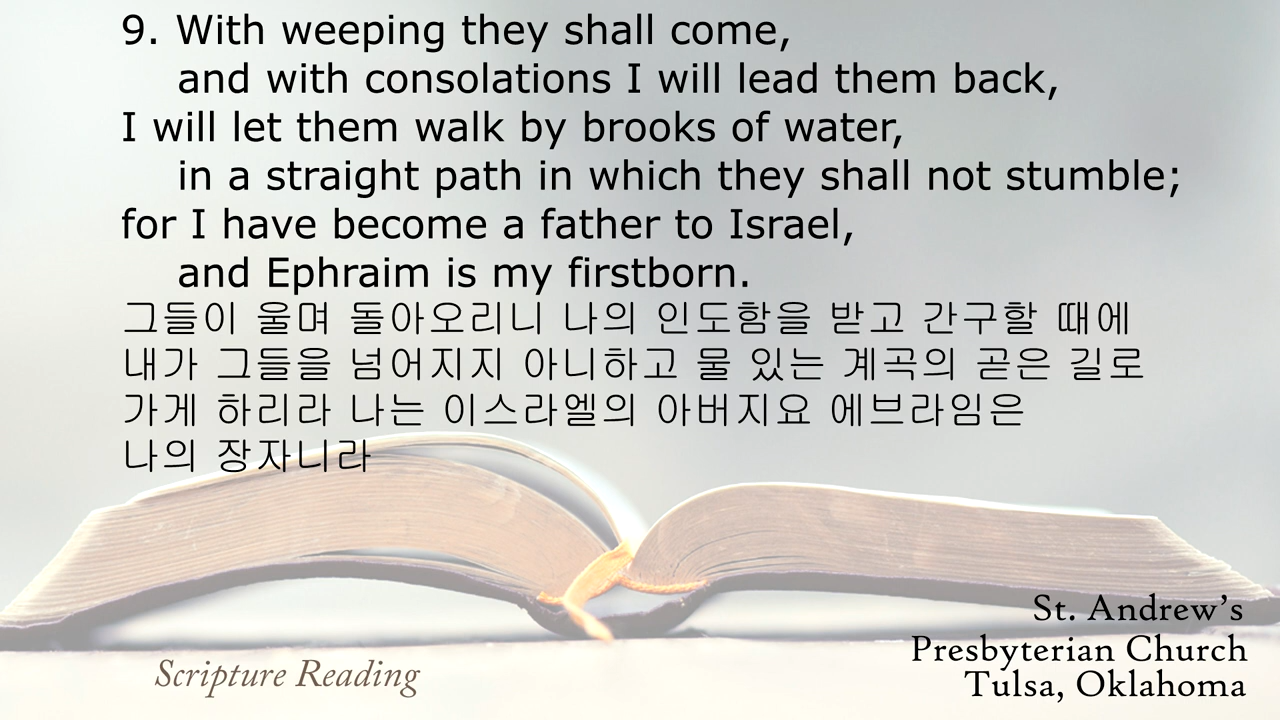 9. With weeping they shall come,
and with consolations I will lead them back,
I will let them walk by brooks of water,
in a straight path in which they shall not stumble;
for I have become a father to Israel,
and Ephraim is my firstborn.
그들이 울며 돌아오리니 나의 인도함을 받고 간구할 때에
내가 그들을 넘어지지 아니하고 물 있는 계곡의 곧은 길로
가게 하리라 나는 이스라엘의 아버지요 에브라임은
나의 장자니라
Scripture Reading
St. Andrew’s
Presbyterian Church
Tulsa, Oklahoma